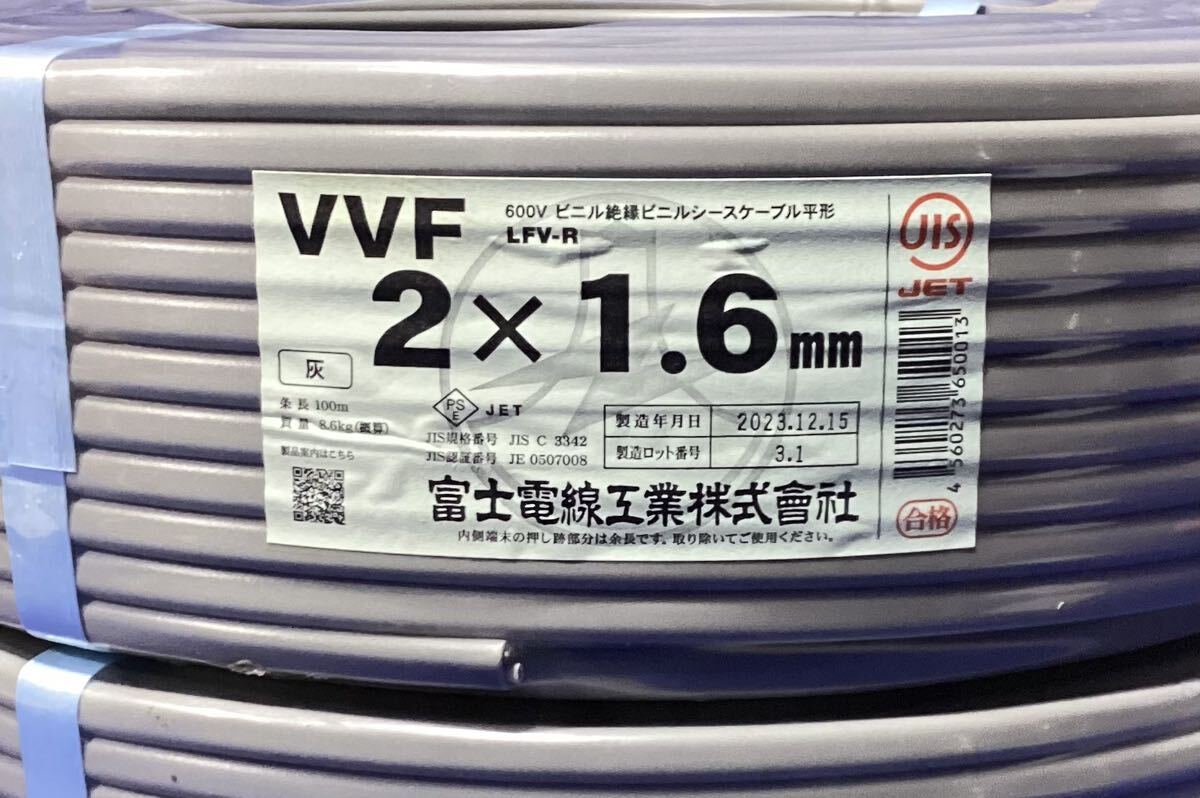 VVF
600V ビニル絶縁ビニルシースケーブル平形
LFV-R
2×1.6mm
灰
条長 100m
質量 8.6kg(概算)
製品案内はこちら
PS
E
JET
JIS規格番号 JIS C 3342
JIS認証番号 JE 0507008
製造年月日 2023.12.15
製造ロット番号 3.1
富士電線工業株式會社
内側端末の押し跡部分は余長です。取り除いてご使用ください。
JIS
JET
4560273650013
合格